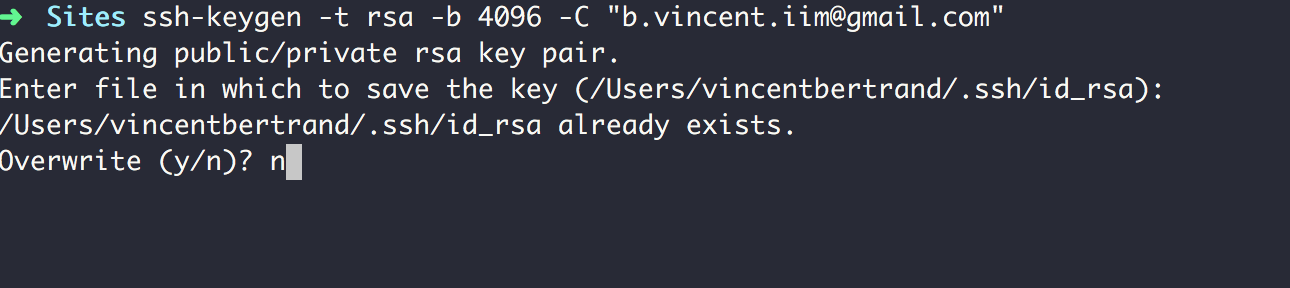 ➜ Sites ssh-keygen -t rsa -b 4096 -C "b.vincent.iim@gmail.com"
Generating public/private rsa key pair.
Enter file in which to save the key (/Users/vincentbertrand/.ssh/id_rsa):
/Users/vincentbertrand/.ssh/id_rsa already exists.
Overwrite (y/n)? n